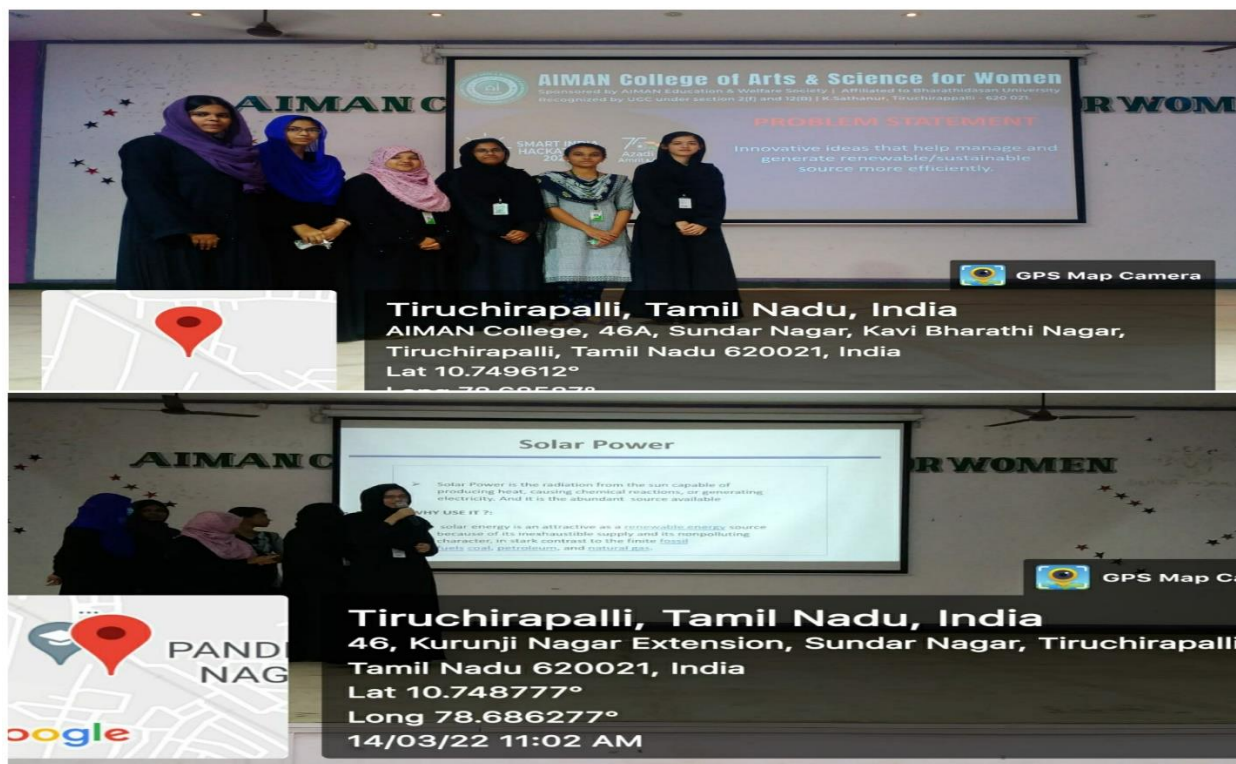 AIMAN College of Arts & Science for Women
Sponsored by AIMAN Education & Welfare Society | Affiliated to Bharathidasan University
Recognized by UGC under section 2(f) and 12(B) | K.Sathanur, Tiruchirappalli - 620 021.
AIMAN C
R WOM
PROBLEM STATEMENT
SMART INDIA
Innovative ideas that help manage and
generate renewable/sustainable
source more efficiently.
GPS Map Camera
Tiruchirapalli, Tamil Nadu, India
AIMAN College, 46A, Sundar Nagar, Kavi Bharathi Nagar,
Tiruchirapalli, Tamil Nadu 620021, India
Lat 10.749612°
Solar Power
AIMAN C
R WOMEN
Solar Power is the radiation from the sun capable of
producing heat, causing chemical reactions, or generating
electricity. And it is the abundant source available
WHY USE IT ?:
solar energy is an attractive as a renewable energy source
because of its inexhaustible supply and its nonpolluting
character, in stark contrast to the finite fossil
fuels coal, petroleum, and natural gas.
GPS Map Ca
Tiruchirapalli, Tamil Nadu, India
46, Kurunji Nagar Extension, Sundar Nagar, Tiruchirapalli
Tamil Nadu 620021, India
Lat 10.748777°
Long 78.686277°
14/03/22 11:02 AM
PANDI
NAG
oogle